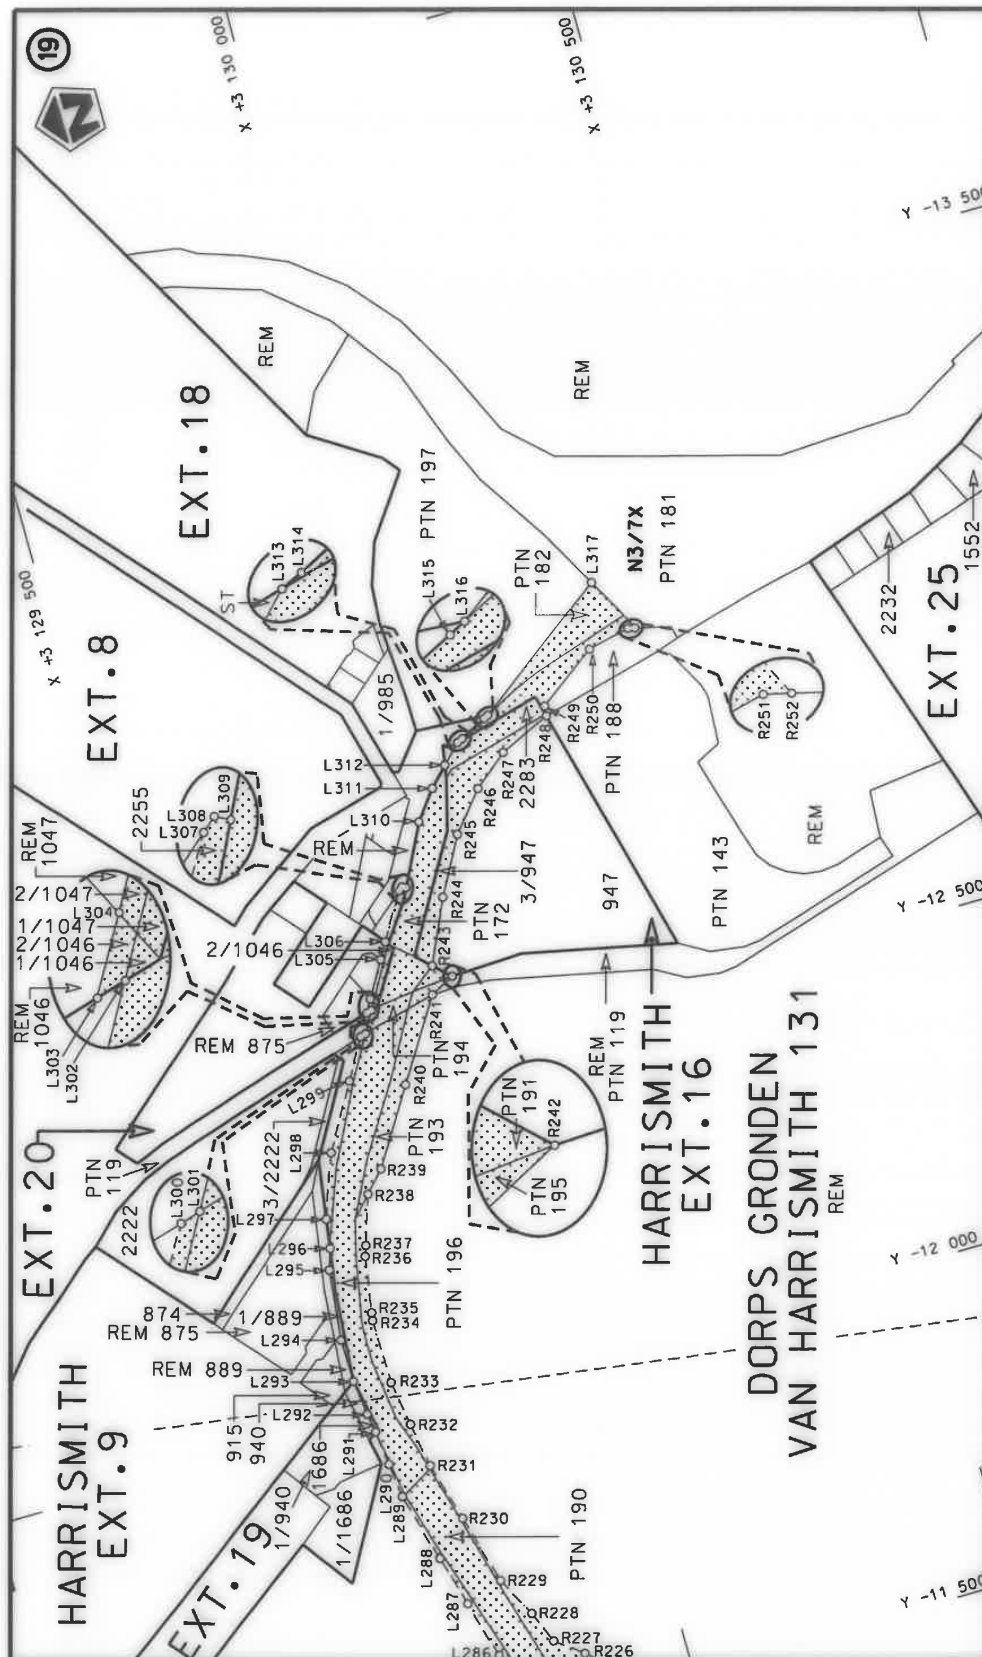 19
N
X +3 130 000
X +3 130 500
Y -13 500
X +3 129 500
REM
REM
EXT.18
EXT.8
PTN 197
ST
L313
L314
L315
L316
PTN
182
L317
N3/7X
PTN 181
2232
1552
EXT.25
1/985
R251
R252
R250
R249
R248
PTN 188
2283
R247
R246
R245
R244
L312
L311
L310
REM
2255
L309
L308
L307
REM
1047
2/1047
L304
1/1047
2/1046
1/1046
REM
1046
L303
L302
2/1046
L306
L305
REM 875
3/947
947
PTN
172
R243
PTN 143
REM
Y -12 500
REM
PTN 119
HARRISMITH
EXT.16
R241
PTN
194
R240
PTN
193
PTN
191
R242
PTN
195
L299
L298
3/2222
EXT.20
PTN
119
2222
L300
L301
L297
L296
L295
R239
R238
R237
R236
R235
R234
PTN 196
874
REM 875
1/889
L294
REM 889
L293
R233
R232
R231
915
940
L292
1686
L291
L290
L289
1/940
1/1686
HARRISMITH
EXT.9
EXT.19
DORPS GRONDEN
VAN HARRISMITH 131
REM
Y -12 000
L288
L287
L286
R230
R229
R228
R227
R226
PTN 190
Y -11 500